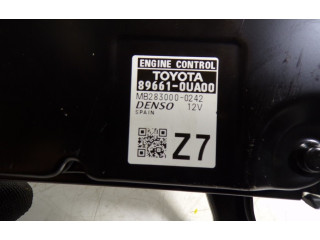 ENGINE CONTROL
TOYOTA
89661-0UA00
MB283000-0242
DENSO 12V
SPAIN
Z7